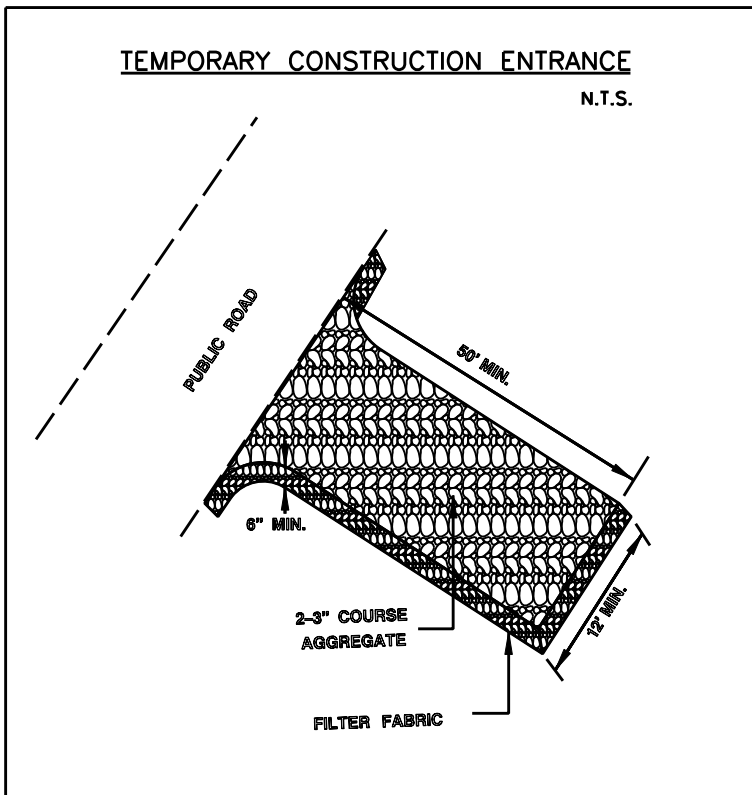 TEMPORARY CONSTRUCTION ENTRANCE
N.T.S.
PUBLIC ROAD
50' MIN.
6" MIN.
12' MIN.
2-3" COURSE
AGGREGATE
FILTER FABRIC